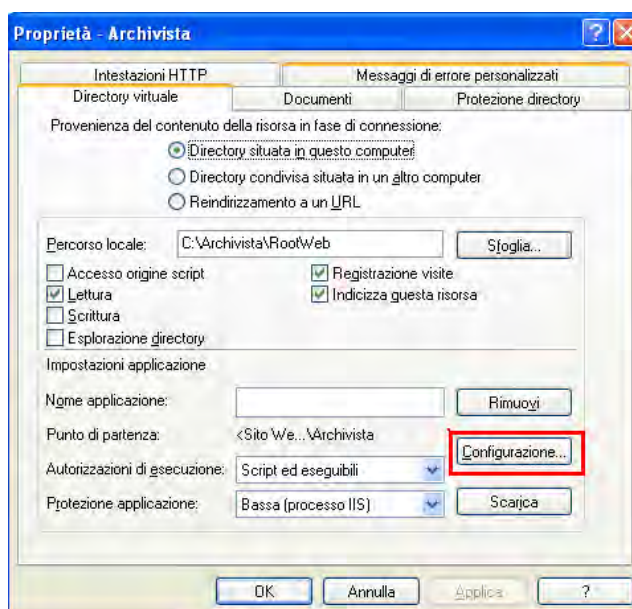 Proprietà - Archivista
Intestazioni HTTP
Messaggi di errore personalizzati
Directory virtuale
Documenti
Protezione directory
Provenienza del contenuto della risorsa in fase di connessione:
Directory situata in questo computer
Directory condivisa situata in un altro computer
Reindirizzamento a un URL
Percorso locale: C:\Archivista\RootWeb Sfoglia...
Accesso origine script Registrazione visite
Lettura Indicizza questa risorsa
Scrittura
Esplorazione directory
Impostazioni applicazione
Nome applicazione: Rimuovi
Punto di partenza: <Sito We...\Archivista
Configurazione...
Autorizzazioni di esecuzione: Script ed eseguibili
Protezione applicazione: Bassa (processo IIS) Scarica
OK Annulla Applica ?